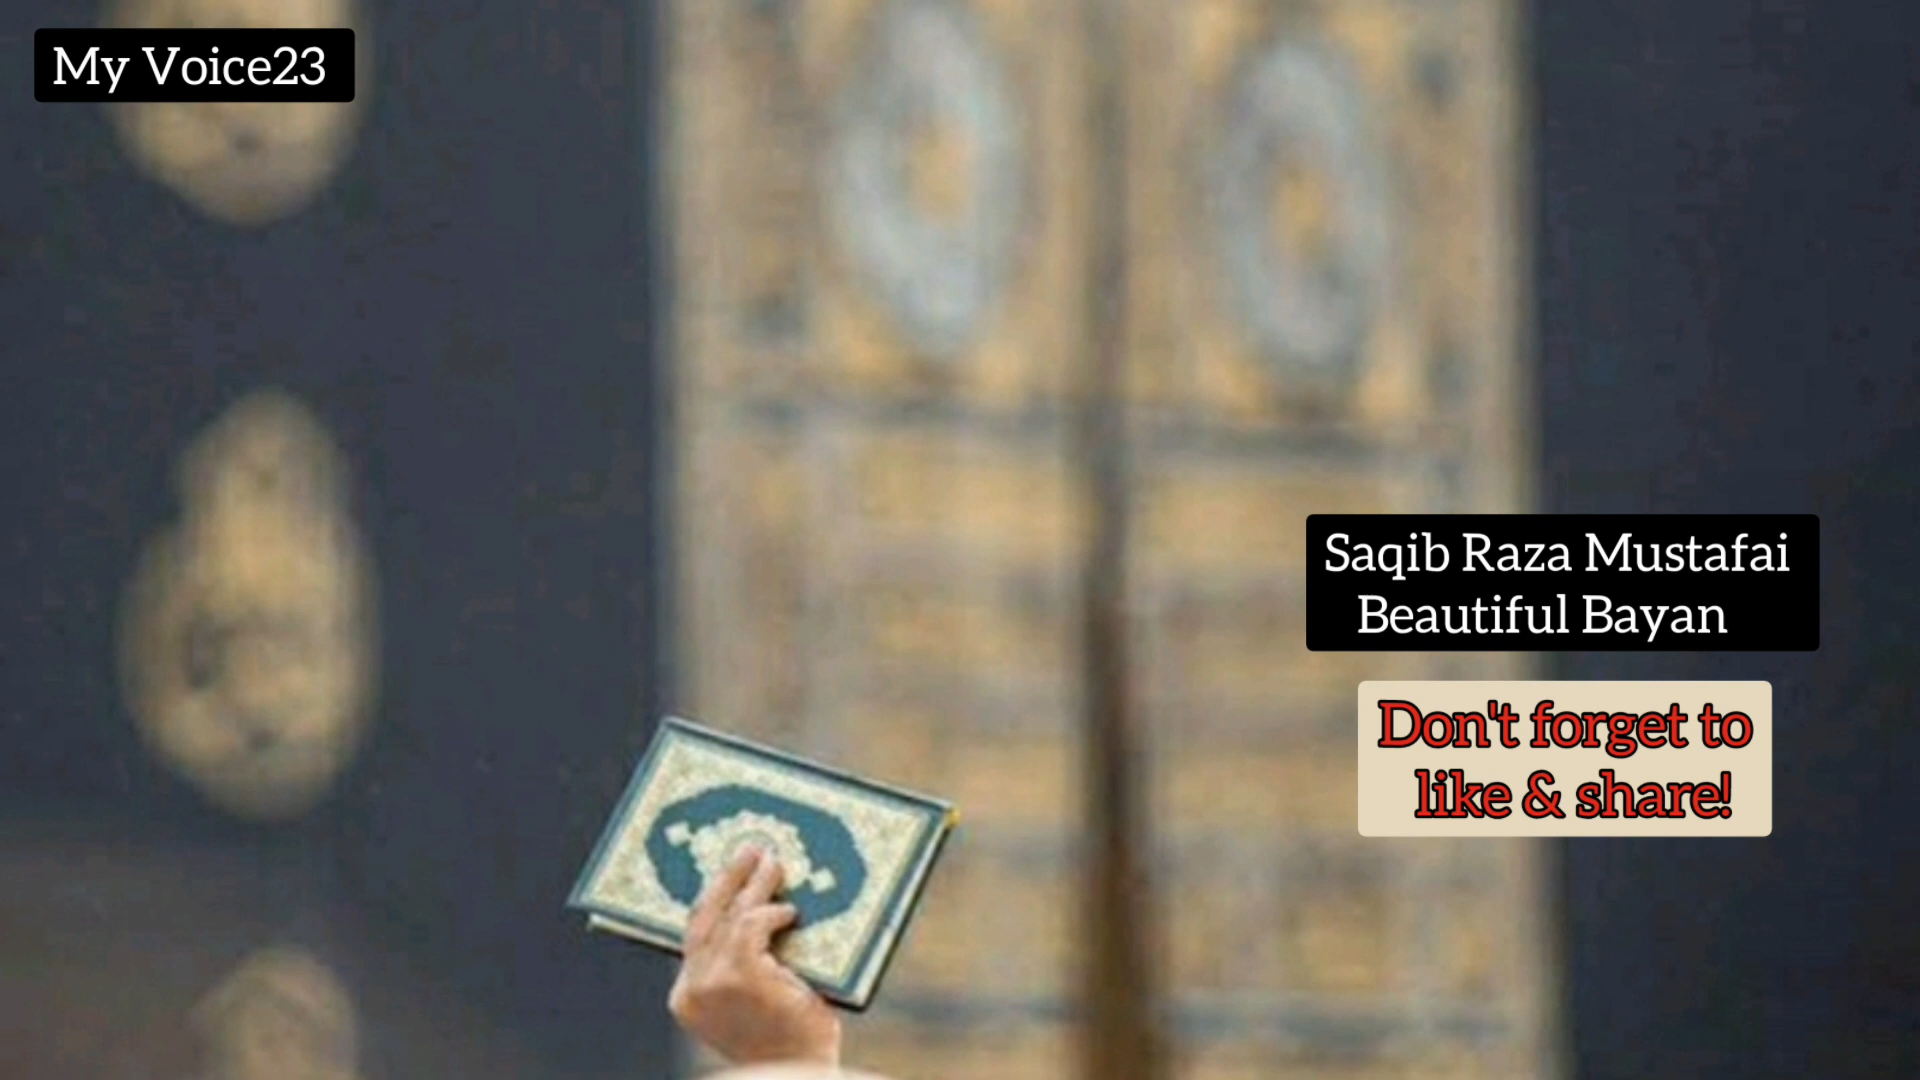 My Voice23
Saqib Raza Mustafai
Beautiful Bayan
Don't forget to
like & share!